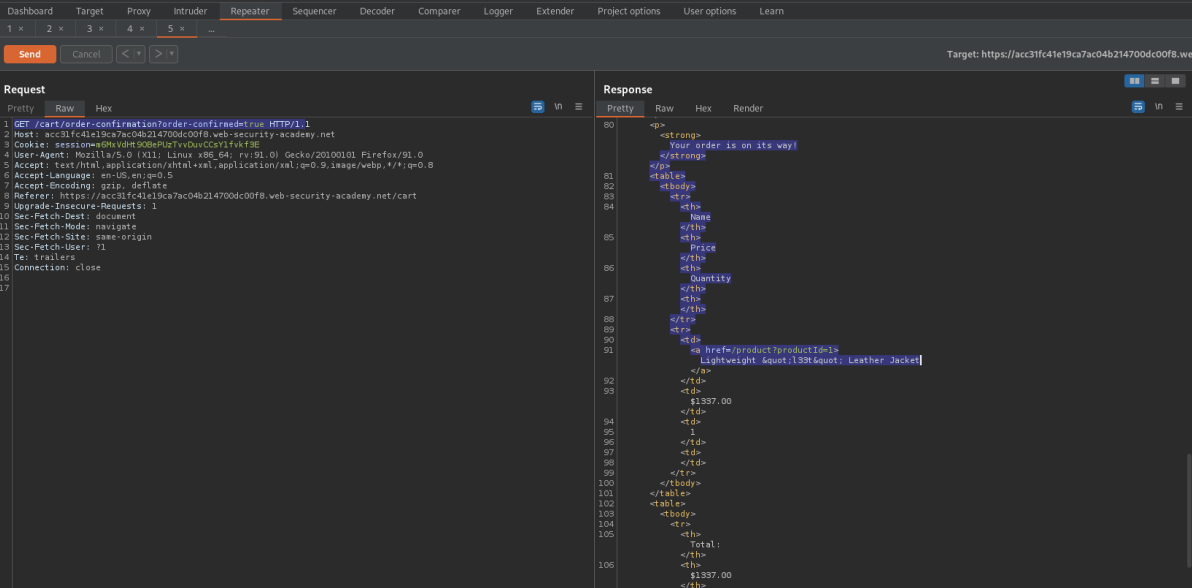 Dashboard Target Proxy Intruder Repeater Sequencer Decoder Comparer Logger Extender Project options User options Learn
1 × 2 × 3 × 4 × 5 × ...
Send Cancel < > Target: https://acc31fc41e19ca7ac04b214700dc00f8.we
Request
Pretty Raw Hex \n
1 GET /cart/order-confirmation?order-confirmed=true HTTP/1.1
2 Host: acc31fc41e19ca7ac04b214700dc00f8.web-security-academy.net
3 Cookie: session=m6MxVdHt9OBePUzTvvDuvCCsY1fvkf3E
4 User-Agent: Mozilla/5.0 (X11; Linux x86_64; rv:91.0) Gecko/20100101 Firefox/91.0
5 Accept: text/html,application/xhtml+xml,application/xml;q=0.9,image/webp,*/*;q=0.8
6 Accept-Language: en-US,en;q=0.5
7 Accept-Encoding: gzip, deflate
8 Referer: https://acc31fc41e19ca7ac04b214700dc00f8.web-security-academy.net/cart
9 Upgrade-Insecure-Requests: 1
10 Sec-Fetch-Dest: document
11 Sec-Fetch-Mode: navigate
12 Sec-Fetch-Site: same-origin
13 Sec-Fetch-User: ?1
14 Te: trailers
15 Connection: close
16
17
Response
Pretty Raw Hex Render \n
80 <p>
<strong>
Your order is on its way!
</strong>
</p>
81 <table>
82 <tbody>
83 <tr>
84 <th>
Name
</th>
85 <th>
Price
</th>
86 <th>
Quantity
</th>
87 <th>
</th>
88 </tr>
89 <tr>
90 <td>
91 <a href=/product?productId=1>
Lightweight &quot;l33t&quot; Leather Jacket
</a>
92 </td>
93 <td>
$1337.00
</td>
94 <td>
95 1
96 </td>
97 <td>
98 </td>
99 </tr>
100 </tbody>
101 </table>
102 <table>
103 <tbody>
104 <tr>
105 <th>
Total:
</th>
106 <th>
$1337.00
</th>